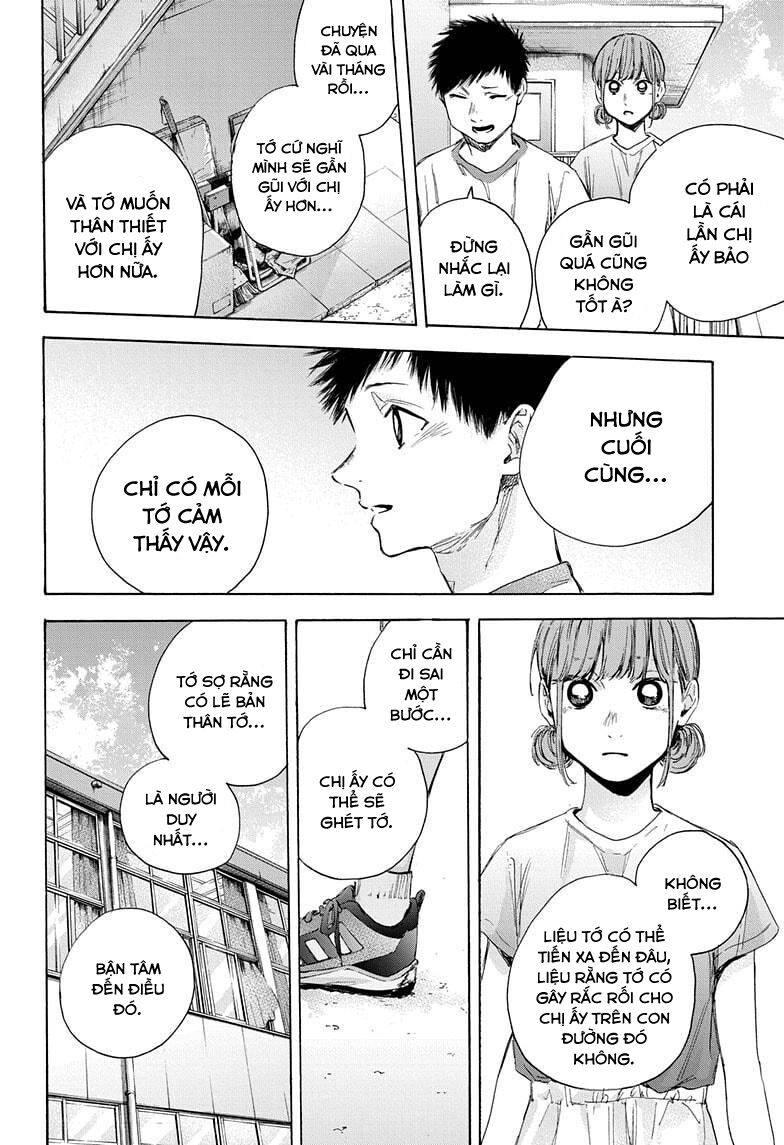 CÓ PHẢI
LÀ CÁI
LẦN CHỊ
ẤY BẢO
GẦN GŨI
QUÁ CŨNG
KHÔNG
TỐT À?
ĐỪNG
NHẮC LẠI
LÀM GÌ.
CHUYỆN
ĐÃ QUA
VÀI THÁNG
RỒI...
TỚ CỨ NGHĨ
MÌNH SẼ GẦN
GŨI VỚI CHỊ
ẤY HƠN...
VÀ TỚ MUỐN
THÂN THIẾT
VỚI CHỊ ẤY
HƠN NỮA.
NHƯNG
CUỐI
CÙNG...
CHỈ CÓ MỖI
TỚ CẢM
THẤY VẬY.
KHÔNG
BIẾT...
LIỆU TỚ CÓ THỂ
TIẾN XA ĐẾN ĐÂU,
LIỆU RẰNG TỚ CÓ
GÂY RẮC RỐI CHO
CHỊ ẤY TRÊN CON
ĐƯỜNG ĐÓ
KHÔNG.
CHỈ CẦN
ĐI SAI
MỘT
BƯỚC...
CHỊ ẤY CÓ
THỂ SẼ
GHÉT TỚ.
TỚ SỢ RẰNG
CÓ LẼ BẢN
THÂN TỚ...
LÀ NGƯỜI
DUY
NHẤT...
BẬN TÂM
ĐẾN ĐIỀU
ĐÓ.